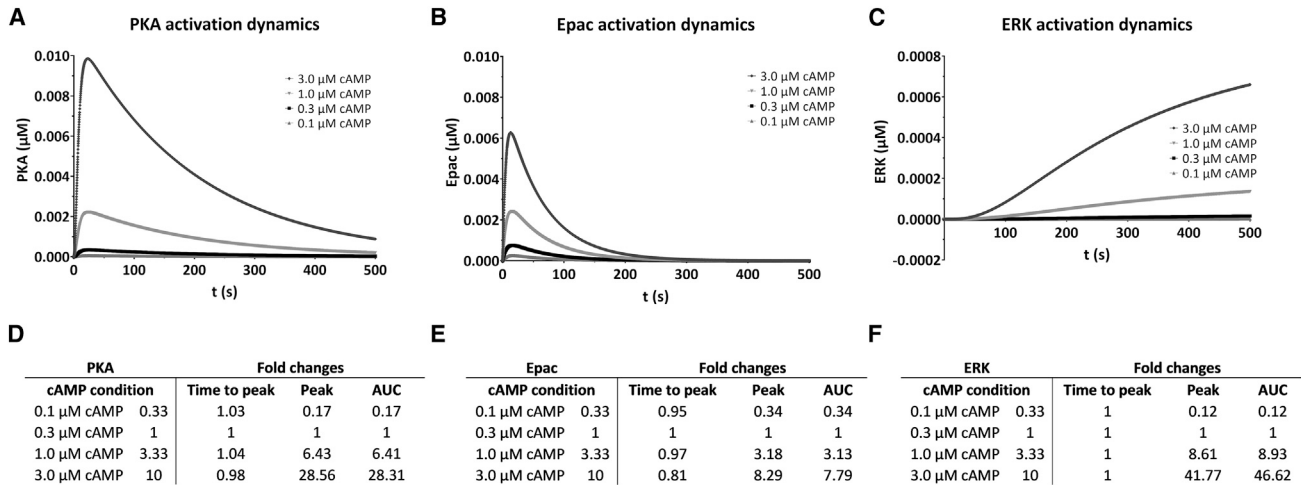 A
PKA activation dynamics
PKA (µM)
0.010
0.008
0.006
0.004
0.002
0.000
0
100
200
300
400
500
t (s)
3.0 µM cAMP
1.0 µM cAMP
0.3 µM cAMP
0.1 µM cAMP
B
Epac activation dynamics
Epac (µM)
0.010
0.008
0.006
0.004
0.002
0.000
0
100
200
300
400
500
t (s)
3.0 µM cAMP
1.0 µM cAMP
0.3 µM cAMP
0.1 µM cAMP
C
ERK activation dynamics
ERK (µM)
0.0008
0.0006
0.0004
0.0002
0.0000
-0.0002
100
200
300
400
500
t (s)
3.0 µM cAMP
1.0 µM cAMP
0.3 µM cAMP
0.1 µM cAMP
D
PKA Fold changes
cAMP condition Time to peak Peak AUC
0.1 µM cAMP 0.33 1.03 0.17 0.17
0.3 µM cAMP 1 1 1 1
1.0 µM cAMP 3.33 1.04 6.43 6.41
3.0 µM cAMP 10 0.98 28.56 28.31
E
Epac Fold changes
cAMP condition Time to peak Peak AUC
0.1 µM cAMP 0.33 0.95 0.34 0.34
0.3 µM cAMP 1 1 1 1
1.0 µM cAMP 3.33 0.97 3.18 3.13
3.0 µM cAMP 10 0.81 8.29 7.79
F
ERK Fold changes
cAMP condition Time to peak Peak AUC
0.1 µM cAMP 0.33 1 0.12 0.12
0.3 µM cAMP 1 1 1 1
1.0 µM cAMP 3.33 1 8.61 8.93
3.0 µM cAMP 10 1 41.77 46.62